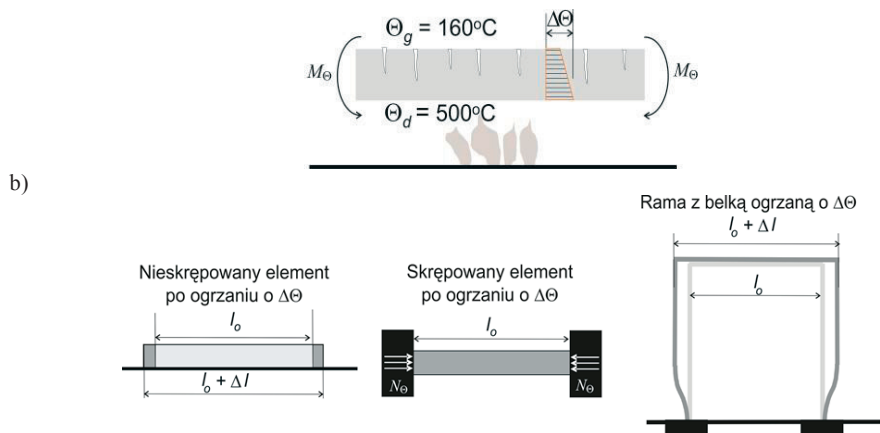 Θg = 160°C
ΔΘ
MΘ
MΘ
Θd = 500°C
b)
Rama z belką ogrzaną o ΔΘ
lo + Δl
lo
Nieskrępowany element
po ogrzaniu o ΔΘ
lo
lo + Δl
Skrępowany element
po ogrzaniu o ΔΘ
lo
NΘ
NΘ